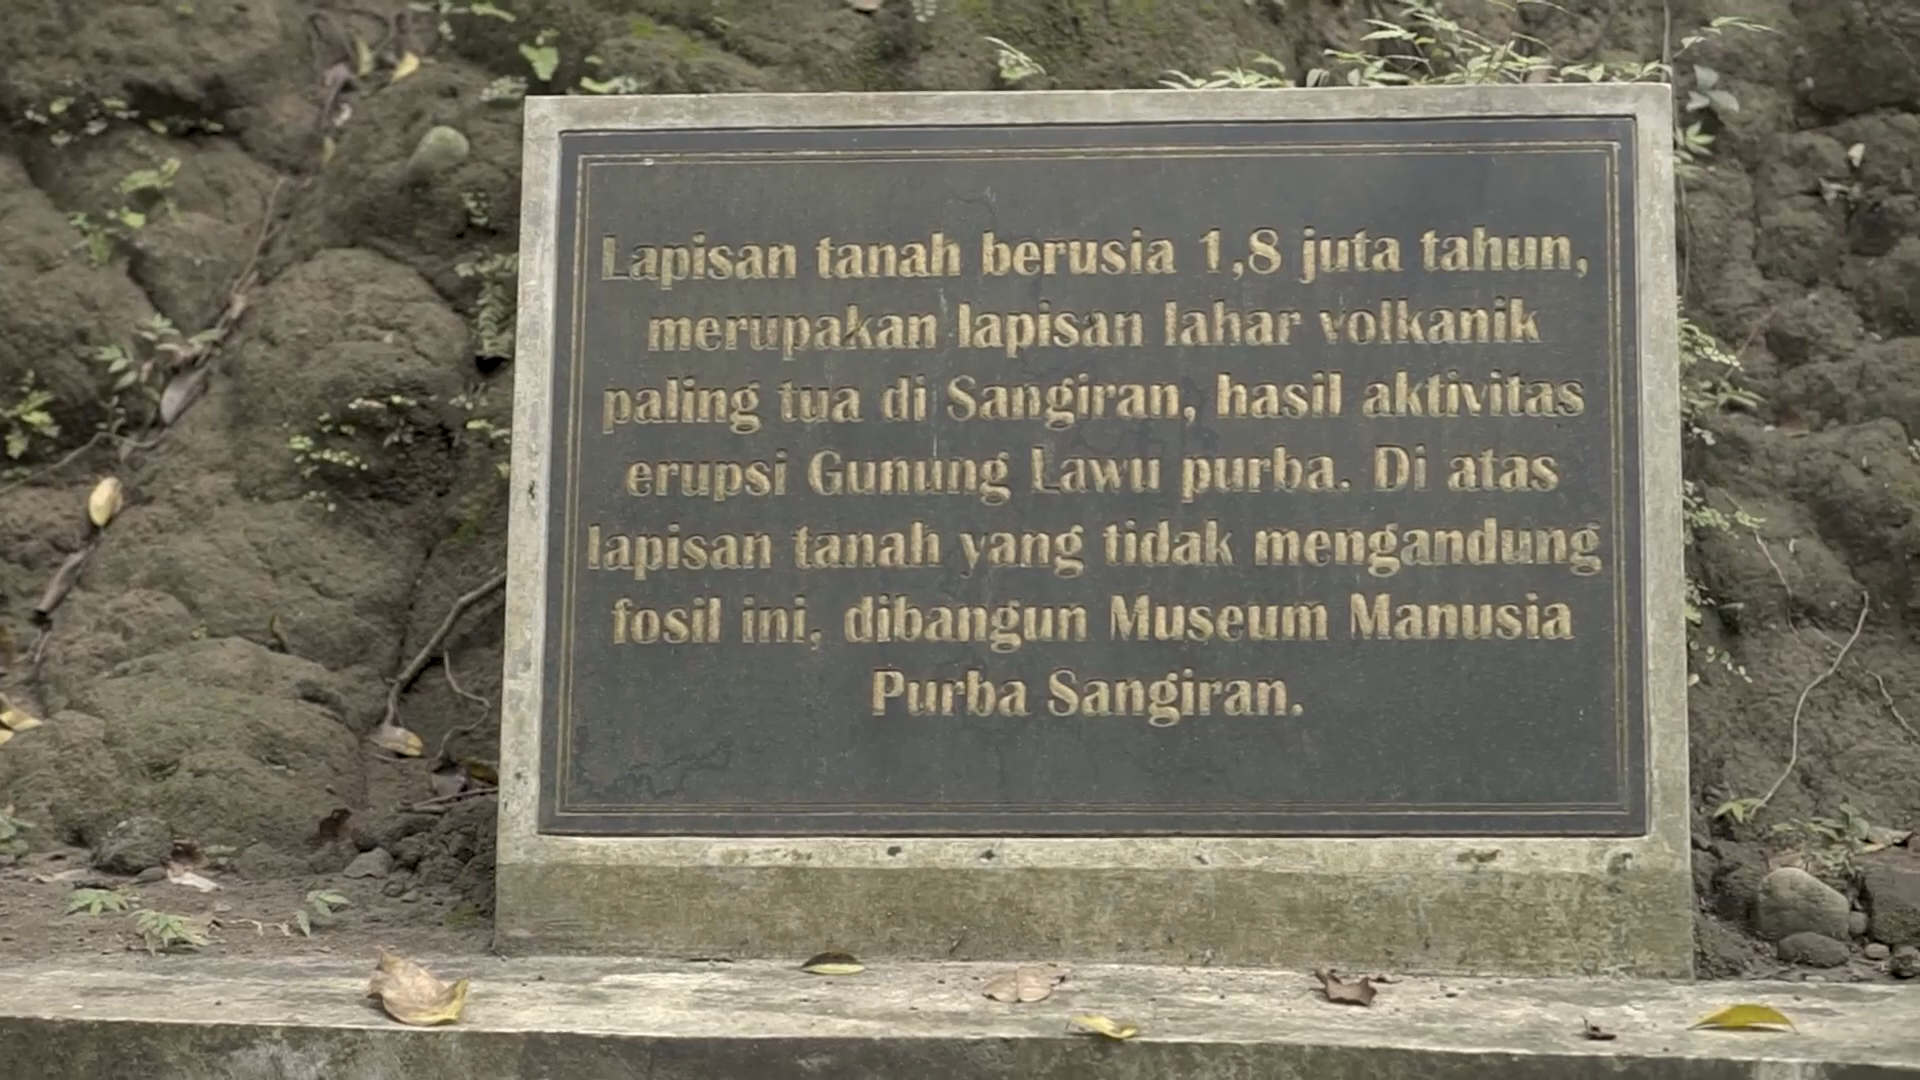 Lapisan tanah berusia 1,8 juta tahun,
merupakan lapisan lahar volkanik
paling tua di Sangiran, hasil aktivitas
erupsi Gunung Lawu purba. Di atas
lapisan tanah yang tidak mengandung
fosil ini, dibangun Museum Manusia
Purba Sangiran.